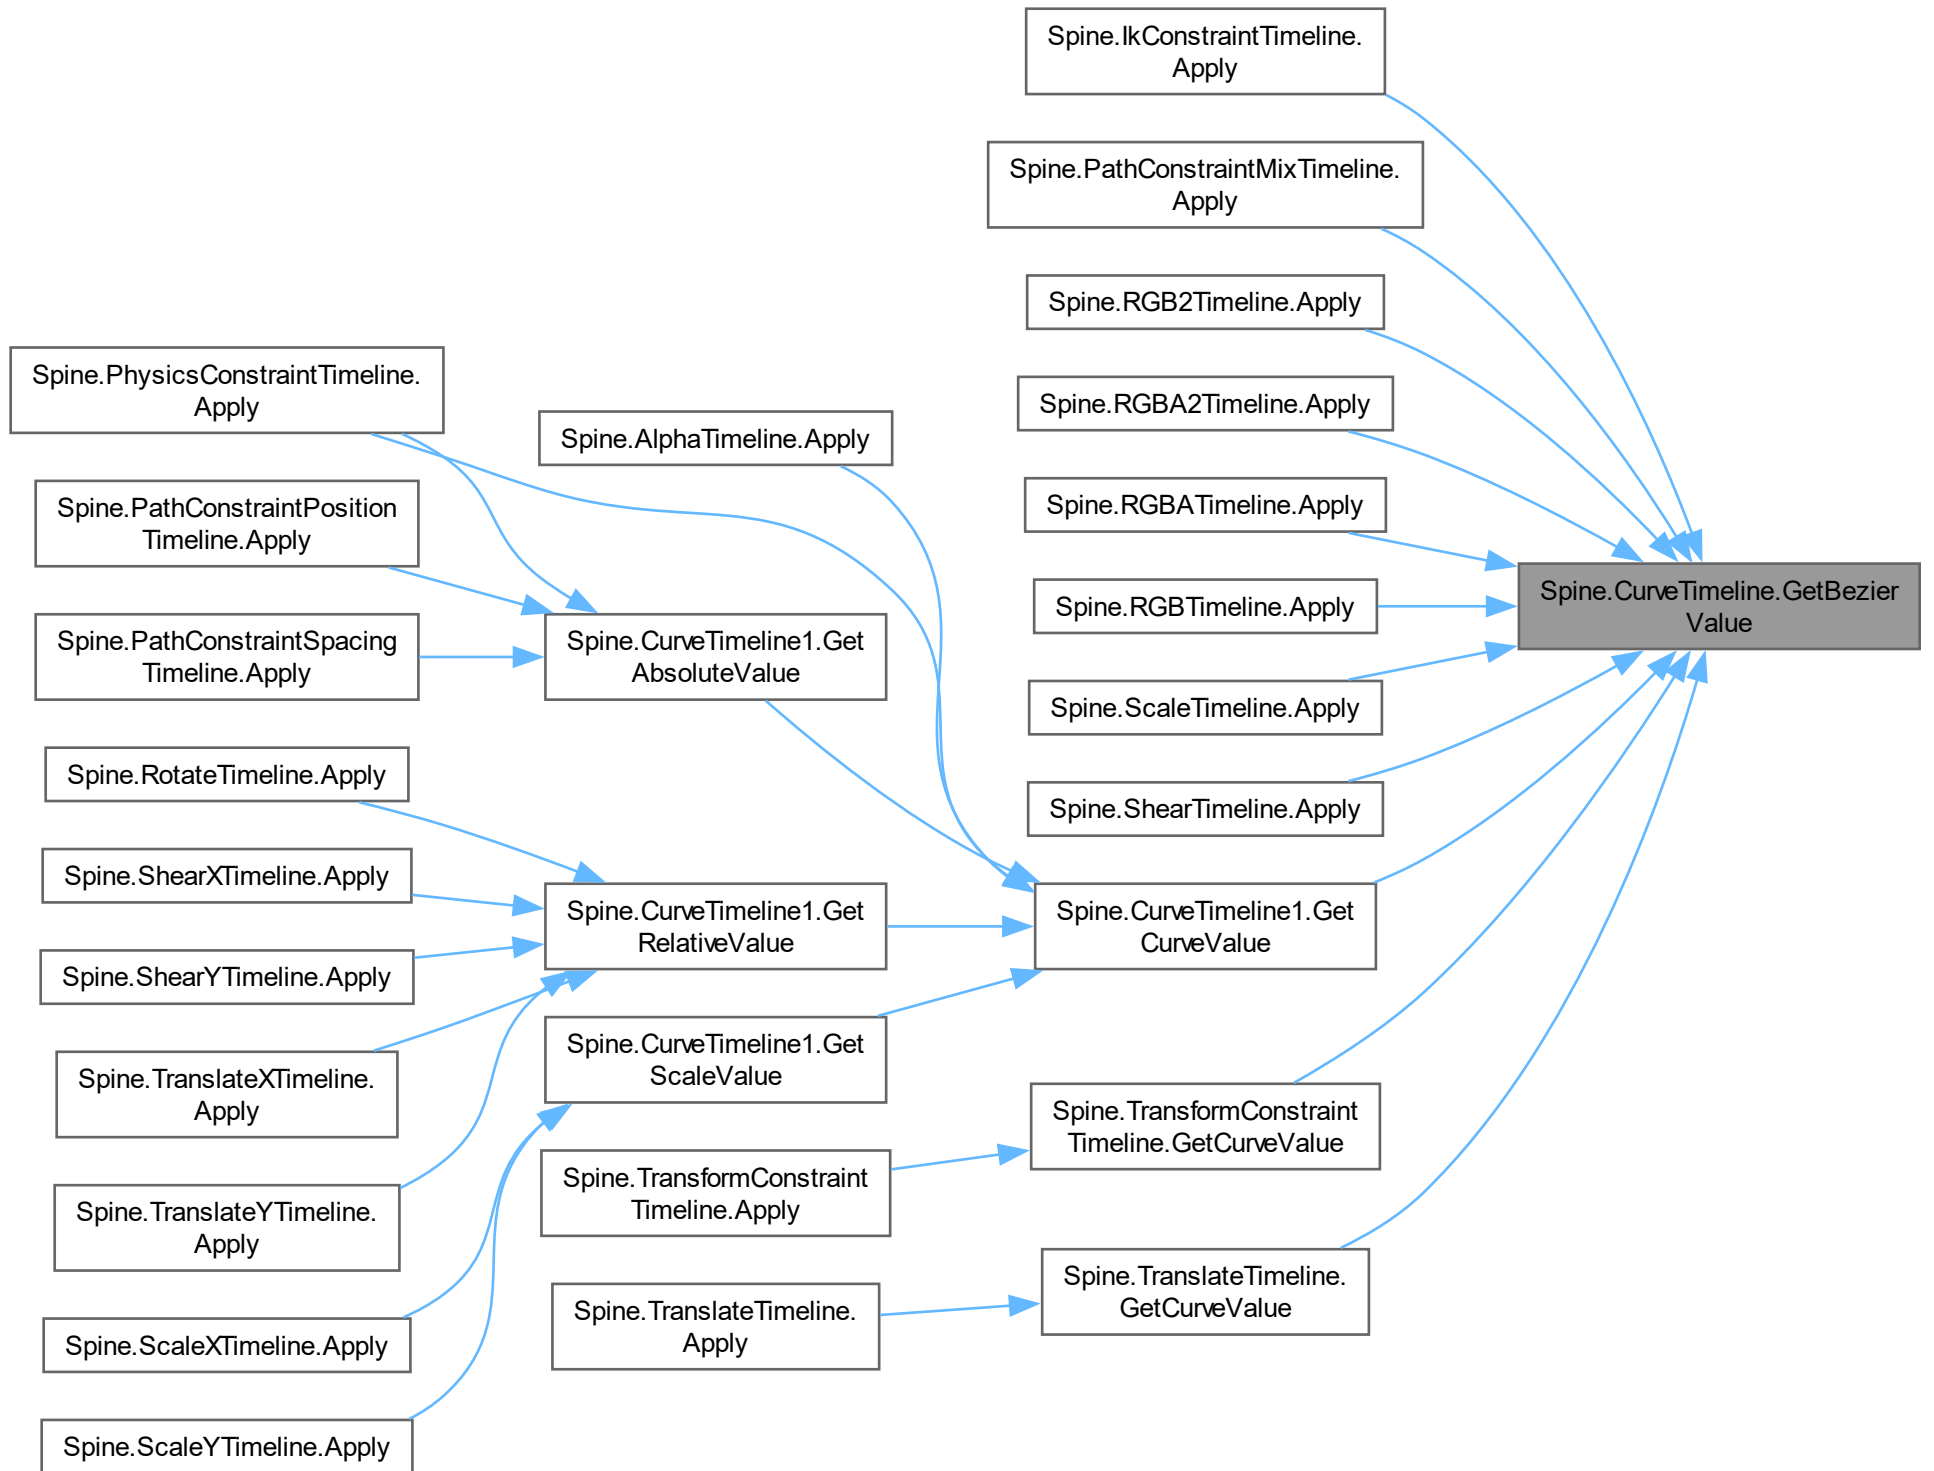 Spine.IkConstraintTimeline.
Apply
Spine.PathConstraintMixTimeline.
Apply
Spine.RGB2Timeline.Apply
Spine.RGBA2Timeline.Apply
Spine.RGBATimeline.Apply
Spine.RGBTimeline.Apply
Spine.ScaleTimeline.Apply
Spine.ShearTimeline.Apply
Spine.CurveTimeline.GetBezier
Value
Spine.PhysicsConstraintTimeline.
Apply
Spine.AlphaTimeline.Apply
Spine.PathConstraintPosition
Timeline.Apply
Spine.PathConstraintSpacing
Timeline.Apply
Spine.CurveTimeline1.Get
AbsoluteValue
Spine.RotateTimeline.Apply
Spine.ShearXTimeline.Apply
Spine.ShearYTimeline.Apply
Spine.CurveTimeline1.Get
RelativeValue
Spine.CurveTimeline1.Get
CurveValue
Spine.TranslateXTimeline.
Apply
Spine.CurveTimeline1.Get
ScaleValue
Spine.TransformConstraint
Timeline.GetCurveValue
Spine.TranslateYTimeline.
Apply
Spine.TransformConstraint
Timeline.Apply
Spine.TranslateTimeline.
GetCurveValue
Spine.TranslateTimeline.
Apply
Spine.ScaleXTimeline.Apply
Spine.ScaleYTimeline.Apply